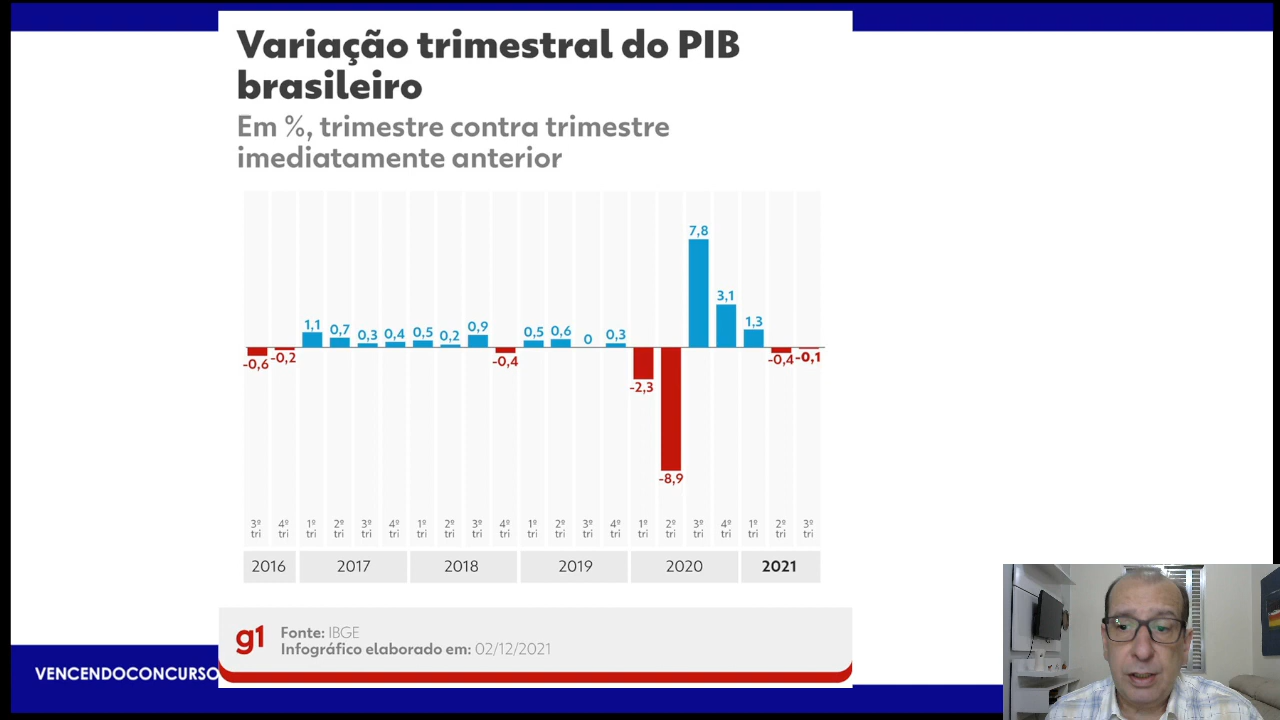 Variação trimestral do PIB
brasileiro
Em %, trimestre contra trimestre
imediatamente anterior
-0,6 -0,2 1,1 0,7 0,3 0,4 0,5 0,2 0,9 -0,4 0,5 0,6 0 0,3 -2,3 -8,9 7,8 3,1 1,3 -0,4 -0,1
3º 4º 1º 2º 3º 4º 1º 2º 3º 4º 1º 2º 3º 4º 1º 2º 3º 4º 1º 2º 3º
tri tri tri tri tri tri tri tri tri tri tri tri tri tri tri tri tri tri tri tri tri
2016 2017 2018 2019 2020 2021
g1
Fonte: IBGE
Infográfico elaborado em: 02/12/2021
VENCENDOCONCURSO